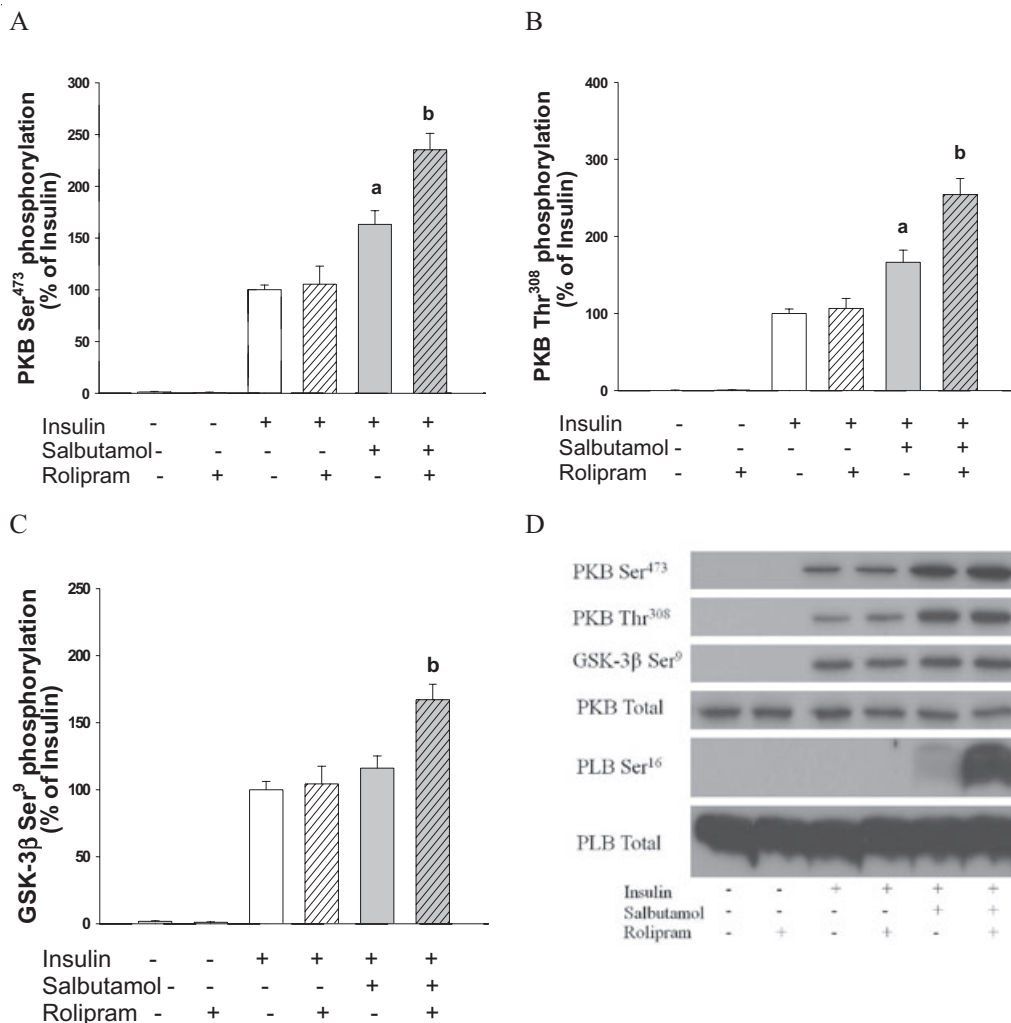 A
PKB Ser473 phosphorylation
(% of Insulin)
300
250
200
150
100
50
0
a
b
Insulin - - + + + +
Salbutamol - - - - + +
Rolipram - + - + - +
B
PKB Thr308 phosphorylation
(% of Insulin)
400
300
200
100
0
a
b
Insulin - - + + + +
Salbutamol - - - - + +
Rolipram - + - + - +
C
GSK-3β Ser9 phosphorylation
(% of Insulin)
250
200
150
100
50
0
b
Insulin - - + + + +
Salbutamol - - - - + +
Rolipram - + - + - +
D
PKB Ser473
PKB Thr308
GSK-3β Ser9
PKB Total
PLB Ser16
PLB Total
Insulin - - + + + +
Salbutamol - - - - + +
Rolipram - + - + - +